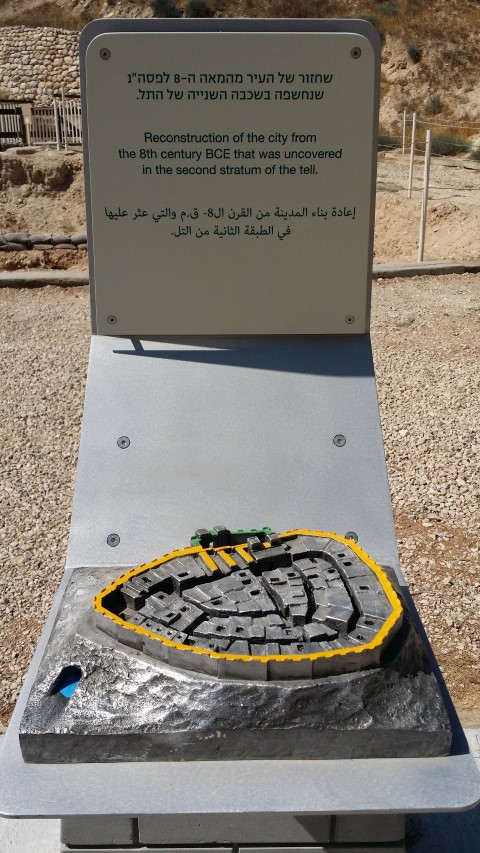 שחזור של העיר מהמאה ה-8 לפסה"נ
שנחשפה בשכבה השנייה של התל.
Reconstruction of the city from
the 8th century BCE that was uncovered
in the second stratum of the tell.
إعادة بناء المدينة من القرن ال8- ق.م والتي عثر عليها
في الطبقة الثانية من التل.